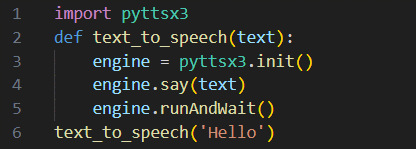 1 import pyttsx3
2 def text_to_speech(text):
3     engine = pyttsx3.init()
4     engine.say(text)
5     engine.runAndWait()
6 text_to_speech('Hello')